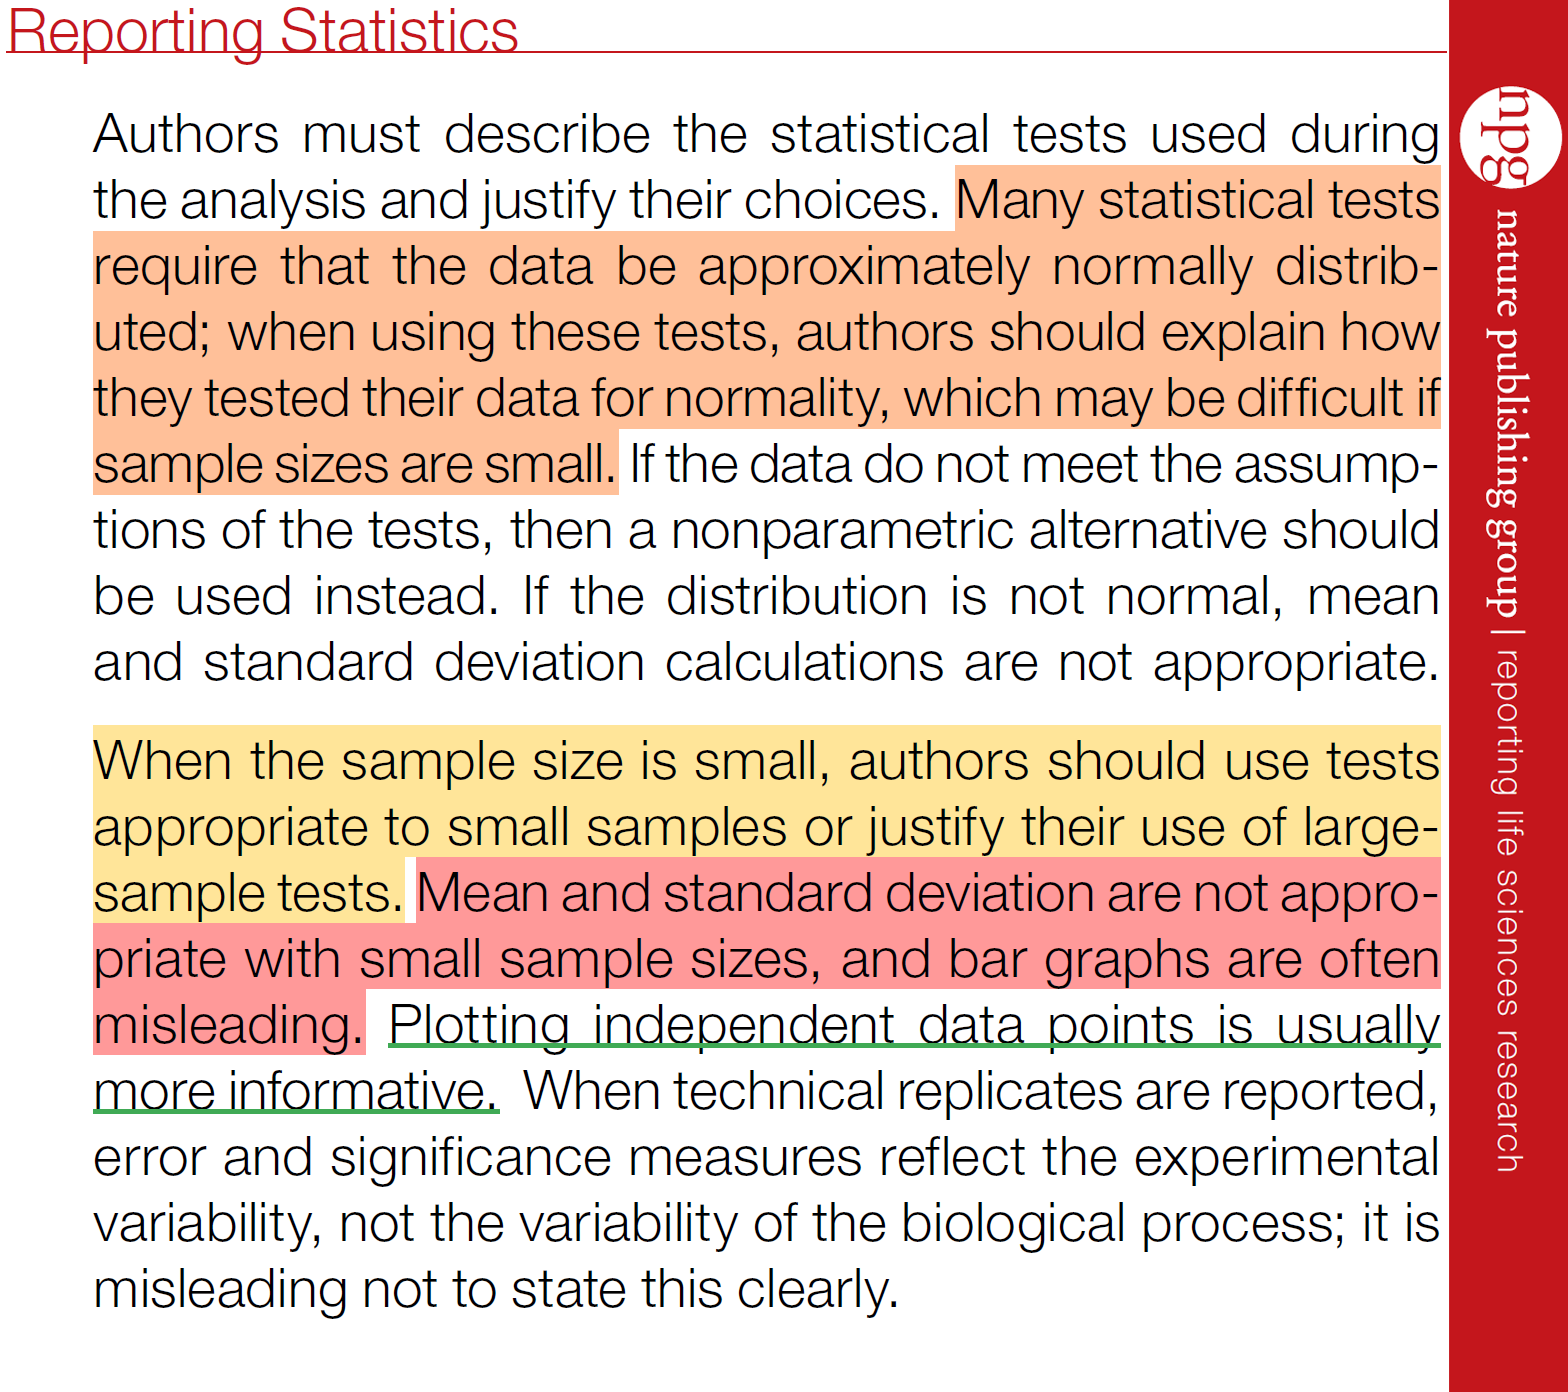 Reporting Statistics
Authors must describe the statistical tests used during
the analysis and justify their choices. Many statistical tests
require that the data be approximately normally distrib-
uted; when using these tests, authors should explain how
they tested their data for normality, which may be difficult if
sample sizes are small. If the data do not meet the assump-
tions of the tests, then a nonparametric alternative should
be used instead. If the distribution is not normal, mean
and standard deviation calculations are not appropriate.
When the sample size is small, authors should use tests
appropriate to small samples or justify their use of large-
sample tests. Mean and standard deviation are not appro-
priate with small sample sizes, and bar graphs are often
misleading. Plotting independent data points is usually
more informative. When technical replicates are reported,
error and significance measures reflect the experimental
variability, not the variability of the biological process; it is
misleading not to state this clearly.
npg
nature publishing group | reporting life sciences research